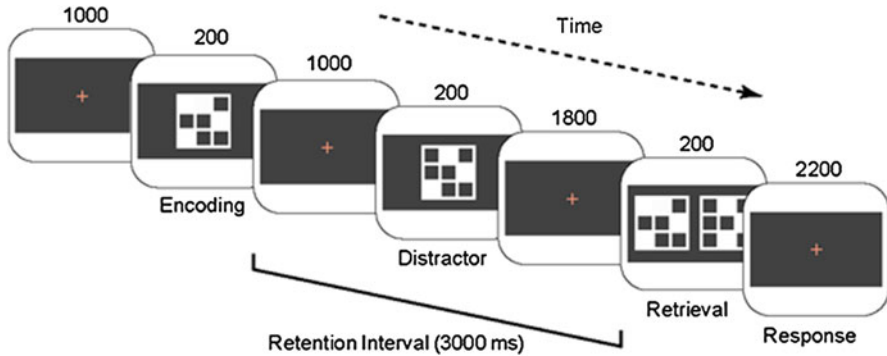 1000
200
1000
200
1800
200
2200
Time
Encoding
Distractor
Retrieval
Response
Retention Interval (3000 ms)